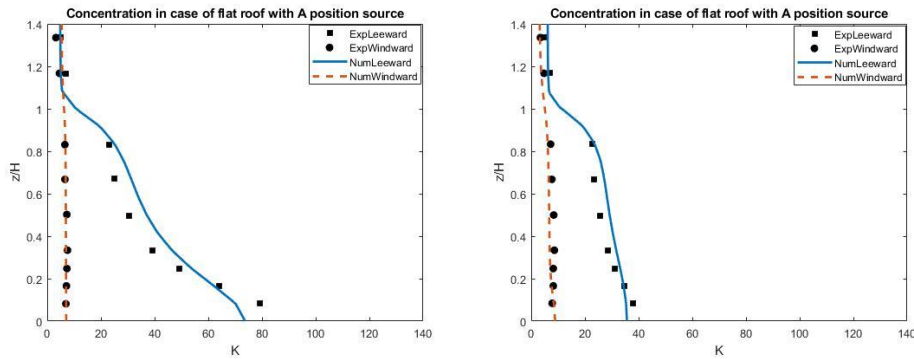 Concentration in case of flat roof with A position source
ExpLeeward
ExpWindward
NumLeeward
NumWindward
1.4
1.2
1
0.8
0.6
0.4
0.2
0
z/H
0 20 40 60 80 100 120 140
K
Concentration in case of flat roof with A position source
ExpLeeward
ExpWindward
NumLeeward
NumWindward
1.4
1.2
1
0.8
0.6
0.4
0.2
0
z/H
0 20 40 60 80 100 120 140
K